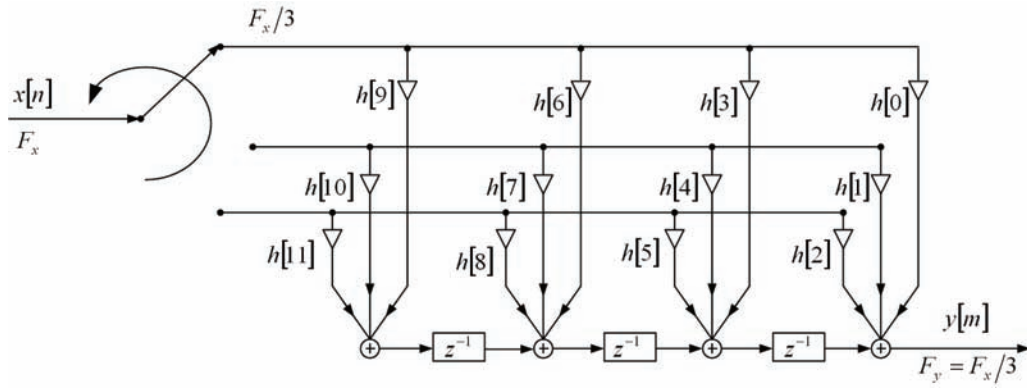 F_x/3
x[n]
F_x
h[9] h[6] h[3] h[0]
h[10] h[7] h[4] h[1]
h[11] h[8] h[5] h[2]
y[m]
+ z^{-1} + z^{-1} + z^{-1} +
F_y = F_x/3